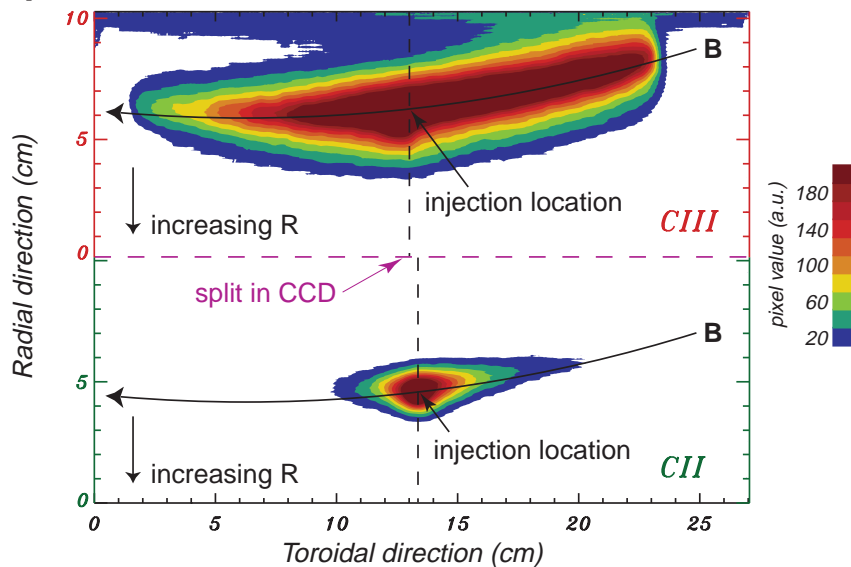 10
B
5
injection location
increasing R
CIII
0
split in CCD
Radial direction (cm)
180
140
100
60
20
pixel value (a.u.)
B
5
injection location
increasing R
CII
0
0 5 10 15 20 25
Toroidal direction (cm)